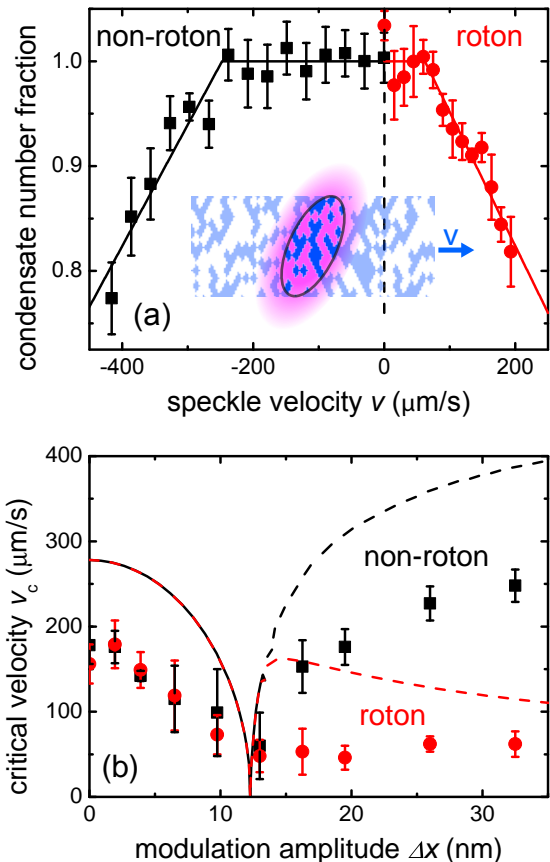 non-roton
roton
1.0
0.9
0.8
condensate number fraction
v
(a)
-400 -200 0 200
speckle velocity v (μm/s)
400
300
200
100
0
critical velocity vc (μm/s)
non-roton
roton
(b)
0 10 20 30
modulation amplitude Δx (nm)